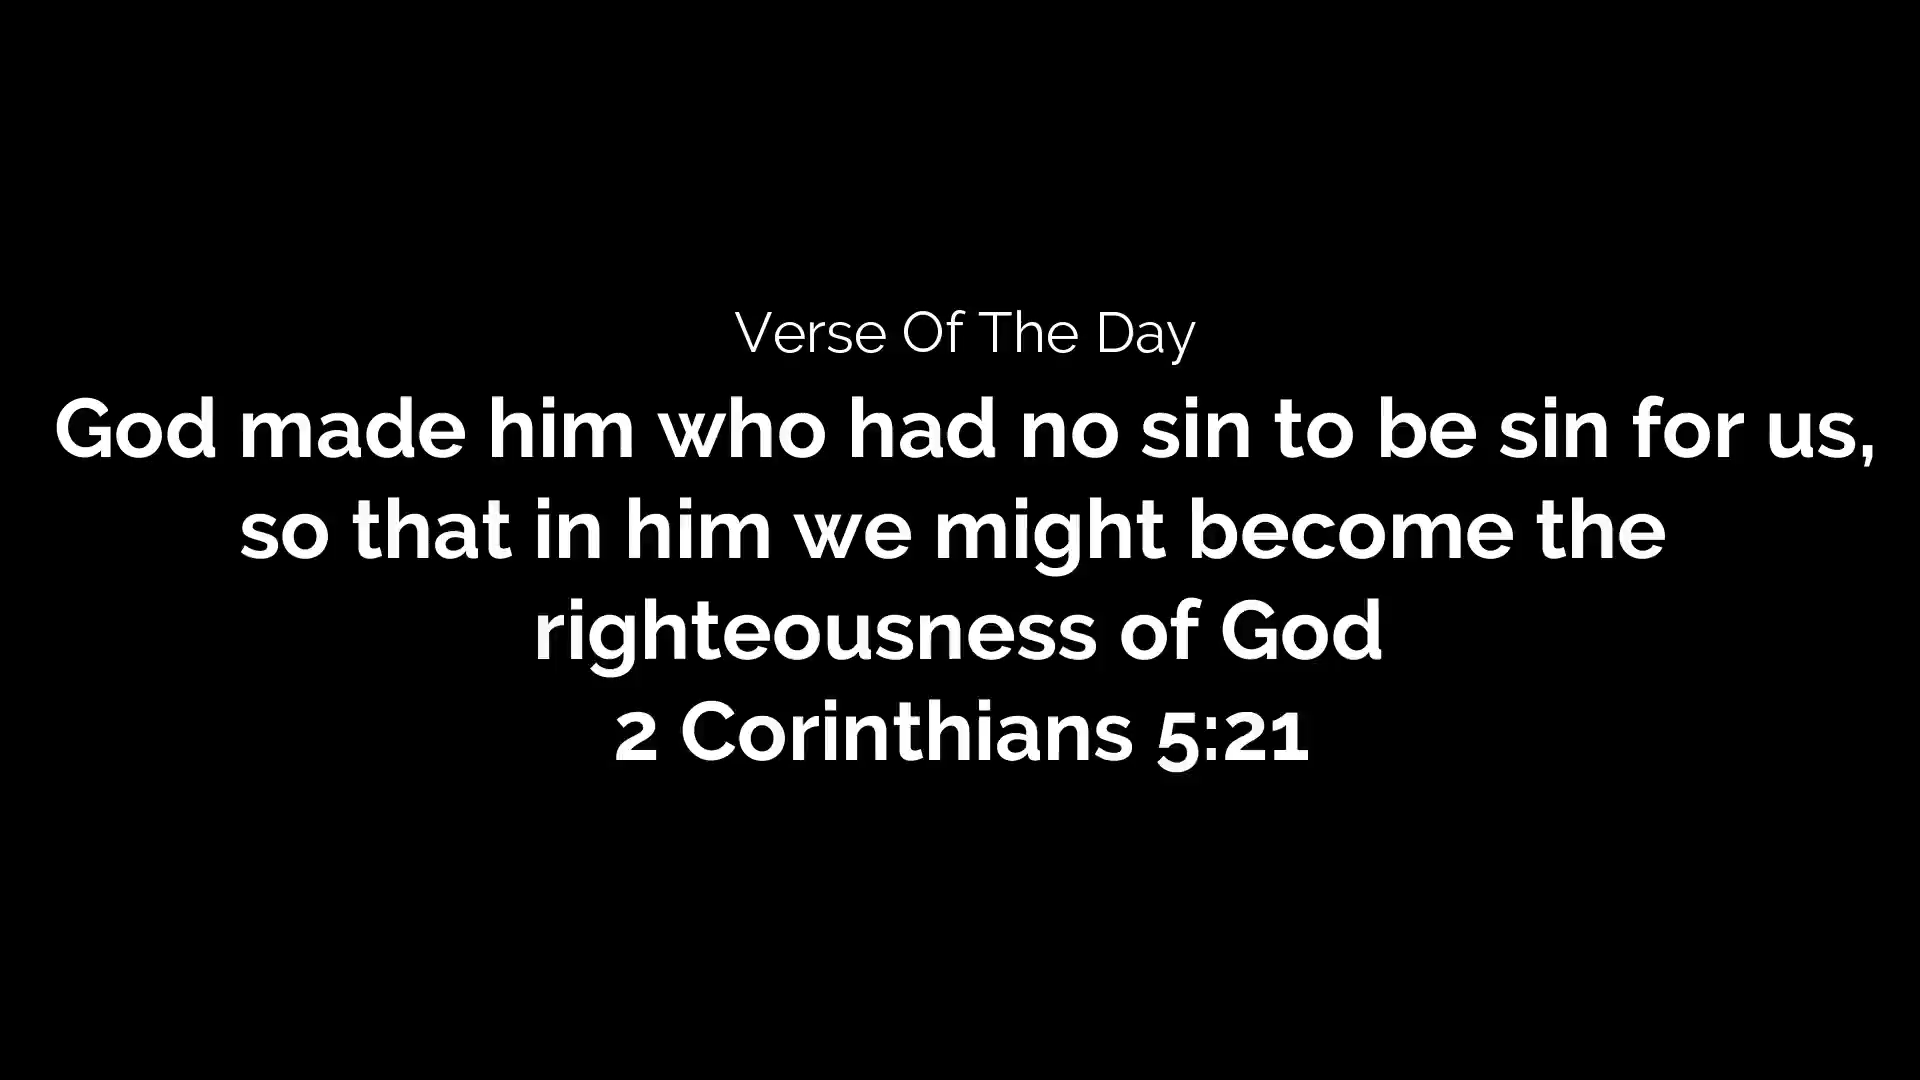 Verse Of The Day
God made him who had no sin to be sin for us,
so that in him we might become the
righteousness of God
2 Corinthians 5:21